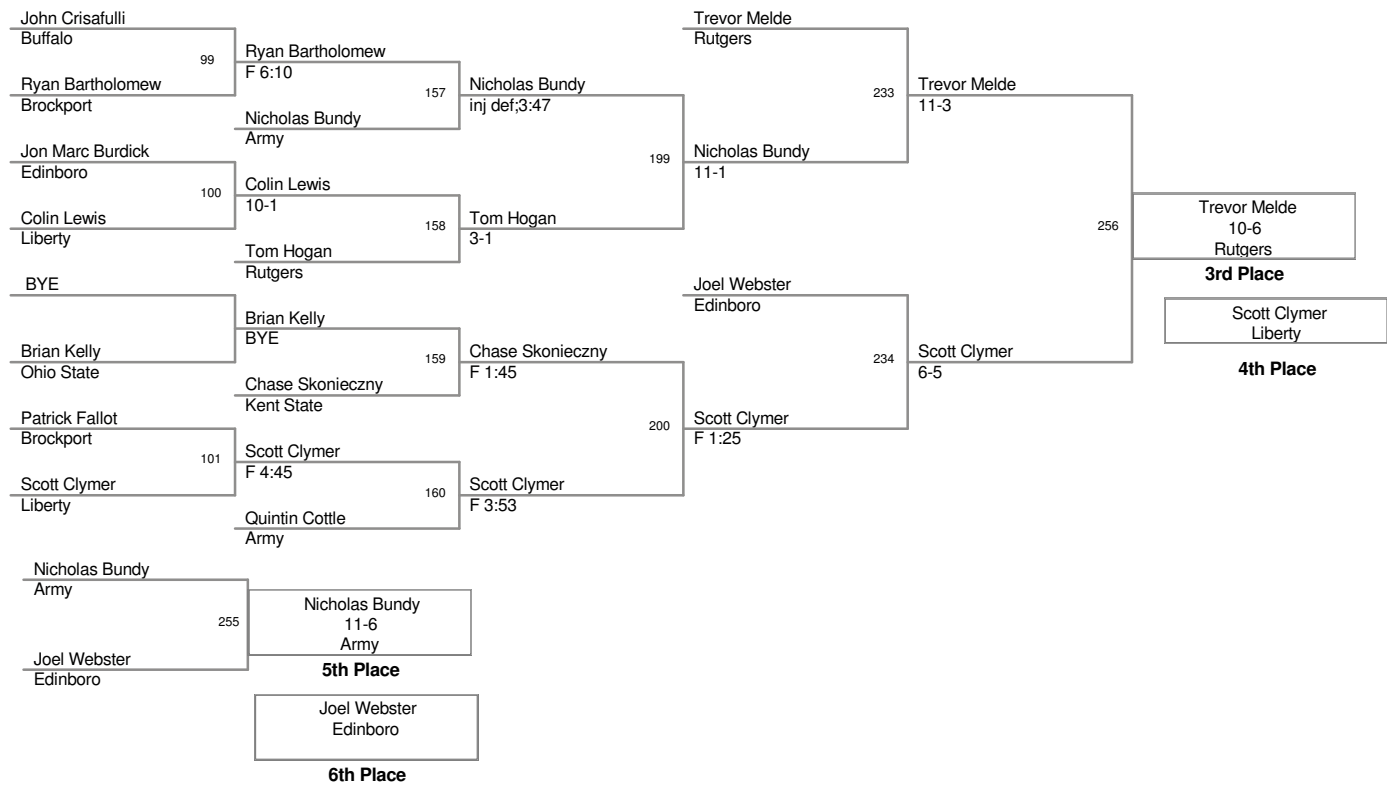 John Crisafulli
Buffalo
99
Ryan Bartholomew
Brockport
Jon Marc Burdick
Edinboro
100
Colin Lewis
Liberty
BYE
Brian Kelly
Ohio State
Patrick Fallot
Brockport
101
Scott Clymer
Liberty
Ryan Bartholomew
F 6:10
157
Nicholas Bundy
Army
Colin Lewis
10-1
158
Tom Hogan
Rutgers
Brian Kelly
BYE
159
Chase Skonieczny
Kent State
Scott Clymer
F 4:45
160
Quintin Cottle
Army
Nicholas Bundy
inj def;3:47
199
Tom Hogan
3-1
Chase Skonieczny
F 1:45
200
Scott Clymer
F 3:53
Trevor Melde
Rutgers
233
Nicholas Bundy
11-1
Joel Webster
Edinboro
234
Scott Clymer
F 1:25
Trevor Melde
11-3
256
Scott Clymer
6-5
Trevor Melde
10-6
Rutgers
3rd Place
Scott Clymer
Liberty
4th Place
Nicholas Bundy
Army
255
Joel Webster
Edinboro
Nicholas Bundy
11-6
Army
5th Place
Joel Webster
Edinboro
6th Place